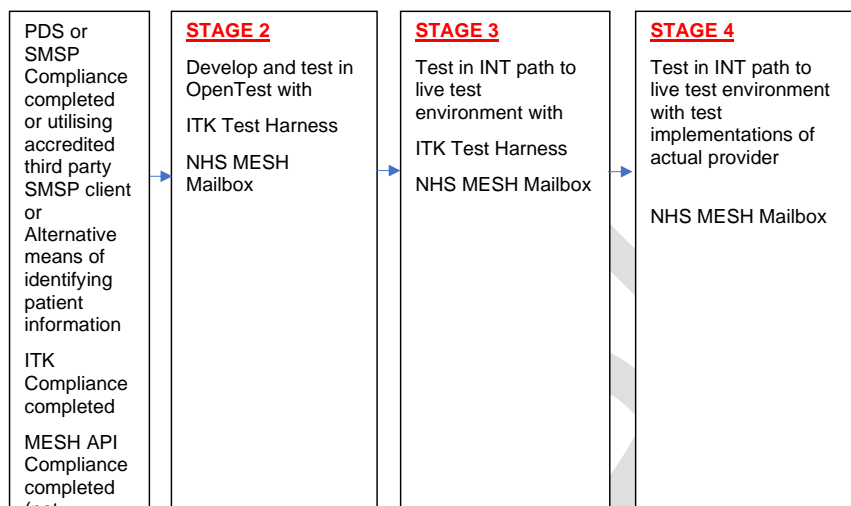 PDS or
SMSP
Compliance
completed
or utilising
accredited
third party
SMSP client
or
Alternative
means of
identifying
patient
information
ITK
Compliance
completed
MESH API
Compliance
completed
STAGE 2
Develop and test in
OpenTest with
ITK Test Harness
NHS MESH
Mailbox
STAGE 3
Test in INT path to
live test
environment with
ITK Test Harness
NHS MESH Mailbox
STAGE 4
Test in INT path to
live test environment
with test
implementations of
actual provider
NHS MESH Mailbox